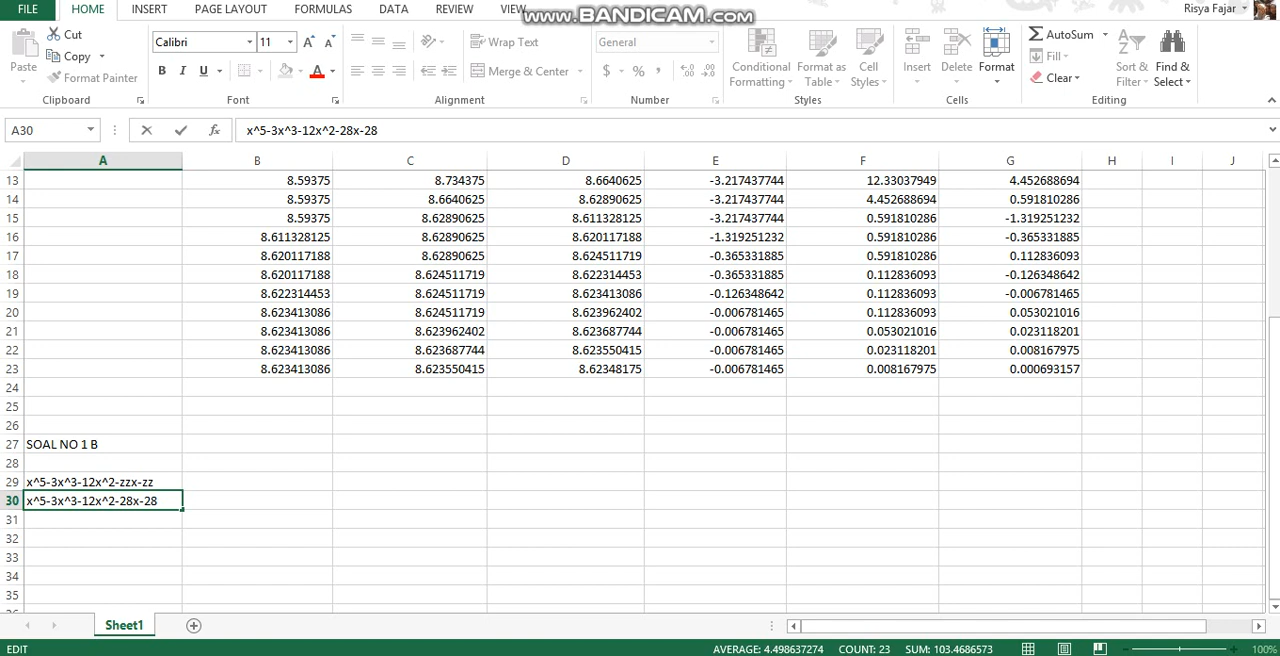 www.BANDICAM.com
FILE HOME INSERT PAGE LAYOUT FORMULAS DATA REVIEW VIEW Risya Fajar
Paste
Cut
Copy
Format Painter
Clipboard
Calibri 11
B I U
Font
Wrap Text
Merge & Center
Alignment
General
$ % ,
Number
Conditional Formatting
Format as Table
Cell Styles
Styles
Insert Delete Format
Cells
AutoSum
Fill
Clear
Sort & Filter
Find & Select
Editing
A30 fx x^5-3x^3-12x^2-28x-28
A B C D E F G H I J
13 8.59375 8.734375 8.6640625 -3.217437744 12.33037949 4.452688694
14 8.59375 8.6640625 8.62890625 -3.217437744 4.452688694 0.591810286
15 8.59375 8.62890625 8.611328125 -3.217437744 0.591810286 -1.319251232
16 8.611328125 8.62890625 8.620117188 -1.319251232 0.591810286 -0.365331885
17 8.620117188 8.62890625 8.624511719 -0.365331885 0.591810286 0.112836093
18 8.620117188 8.624511719 8.622314453 -0.365331885 0.112836093 -0.126348642
19 8.622314453 8.624511719 8.623413086 -0.126348642 0.112836093 -0.006781465
20 8.623413086 8.624511719 8.623962402 -0.006781465 0.112836093 0.053021016
21 8.623413086 8.623962402 8.623687744 -0.006781465 0.053021016 0.023118201
22 8.623413086 8.623687744 8.623550415 -0.006781465 0.023118201 0.008167975
23 8.623413086 8.623550415 8.62348175 -0.006781465 0.008167975 0.000693157
24
25
26
27 SOAL NO 1 B
28
29 x^5-3x^3-12x^2-zzx-zz
30 x^5-3x^3-12x^2-28x-28
31
32
33
34
35
Sheet1
EDIT AVERAGE: 4.498637274 COUNT: 23 SUM: 103.4686573 100%